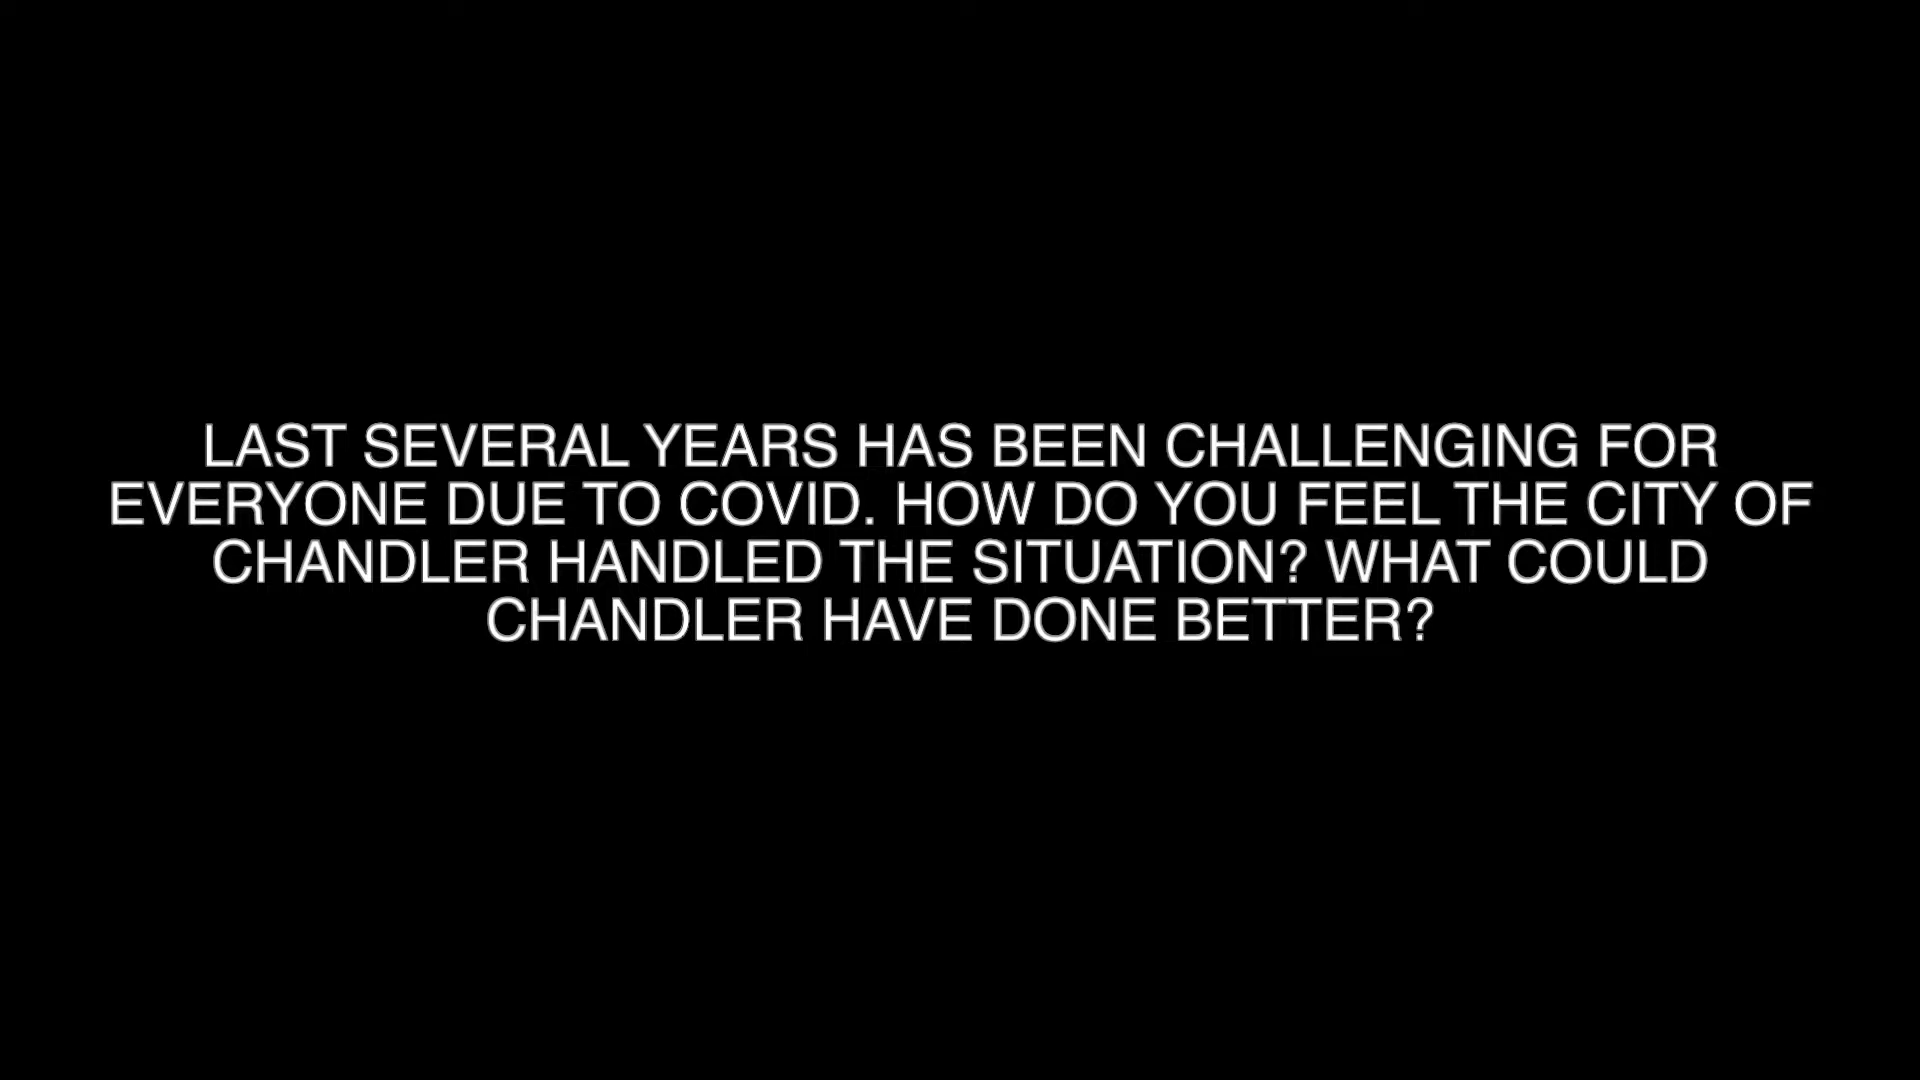 LAST SEVERAL YEARS HAS BEEN CHALLENGING FOR
EVERYONE DUE TO COVID. HOW DO YOU FEEL THE CITY OF
CHANDLER HANDLED THE SITUATION? WHAT COULD
CHANDLER HAVE DONE BETTER?